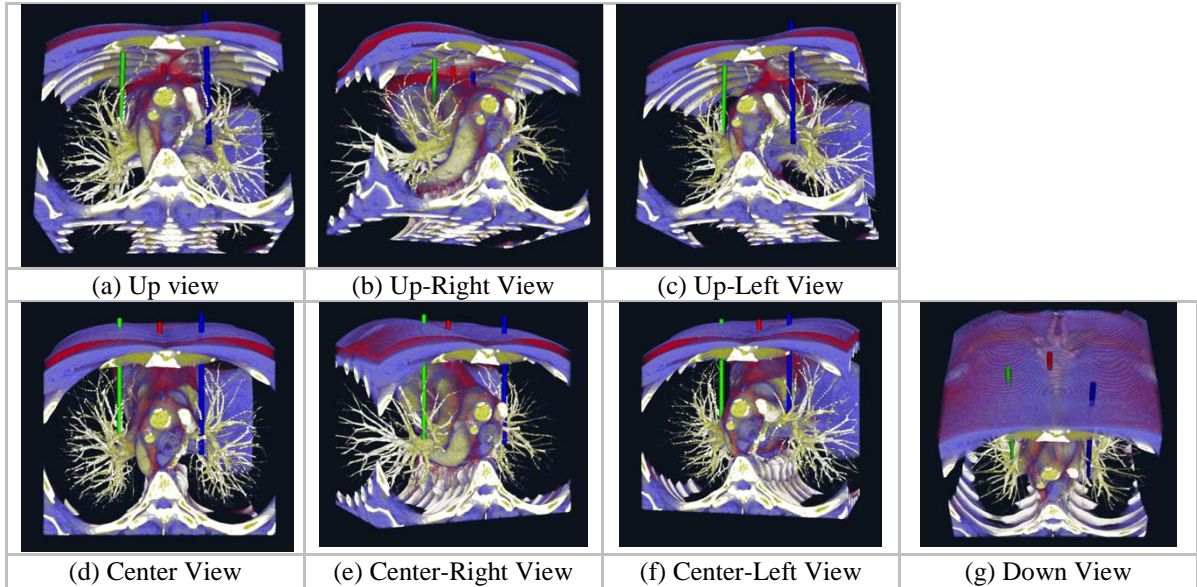 (a) Up view
(b) Up-Right View
(c) Up-Left View
(d) Center View
(e) Center-Right View
(f) Center-Left View
(g) Down View